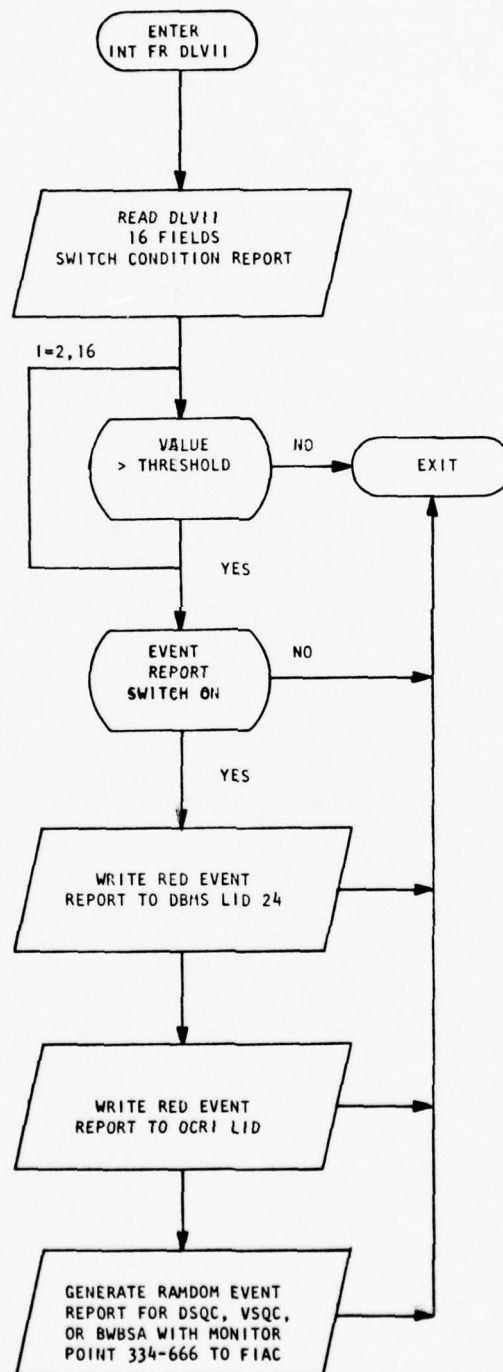 ENTER
INT FR DLVII
READ DLVII
16 FIELDS
SWITCH CONDITION REPORT
I=2,16
VALUE
> THRESHOLD
NO
EXIT
YES
EVENT
REPORT
SWITCH ON
NO
YES
WRITE RED EVENT
REPORT TO DBMS LID 24
WRITE RED EVENT
REPORT TO OCRI LID
GENERATE RAMDOM EVENT
REPORT FOR DSQC, VSQC,
OR BWBSA WITH MONITOR
POINT 334-666 TO FIAC